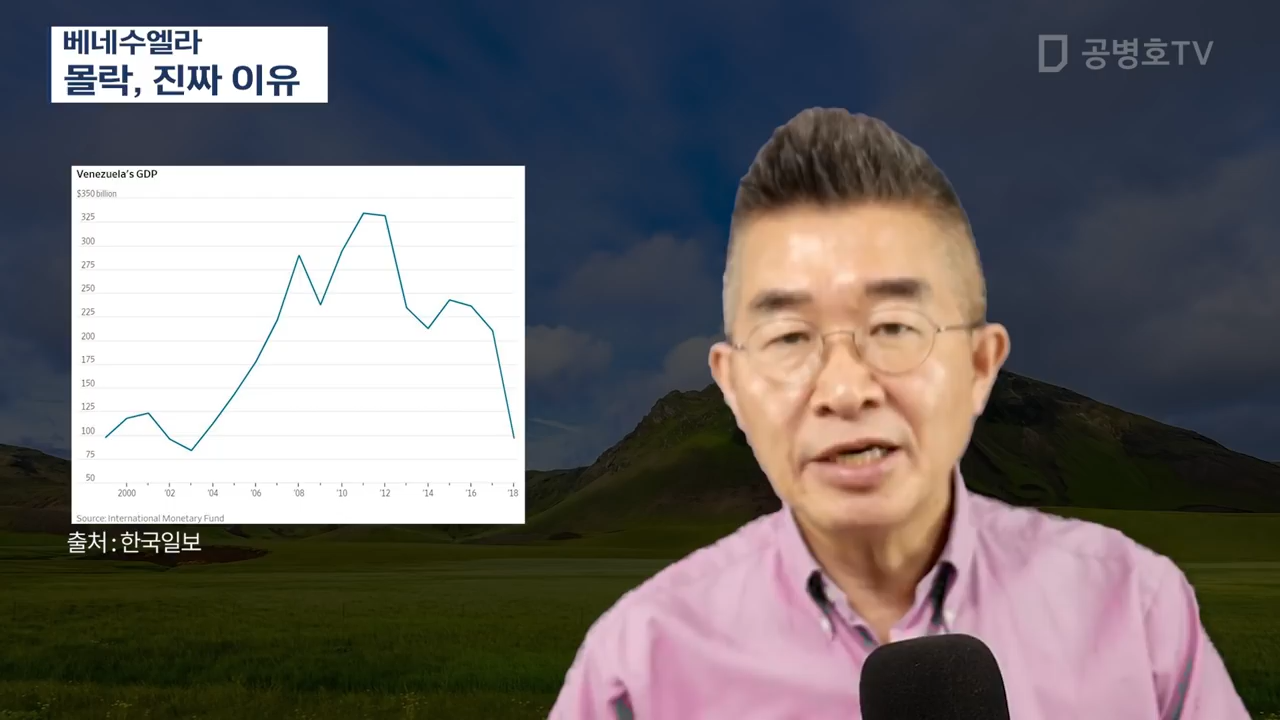 베네수엘라
몰락, 진짜 이유
공병호TV
Venezuela's GDP
$350 billion
325
300
275
250
225
200
175
150
125
100
75
50
2000 '02 '04 '06 '08 '10 '12 '14 '16 '18
Source: International Monetary Fund
출처 : 한국일보